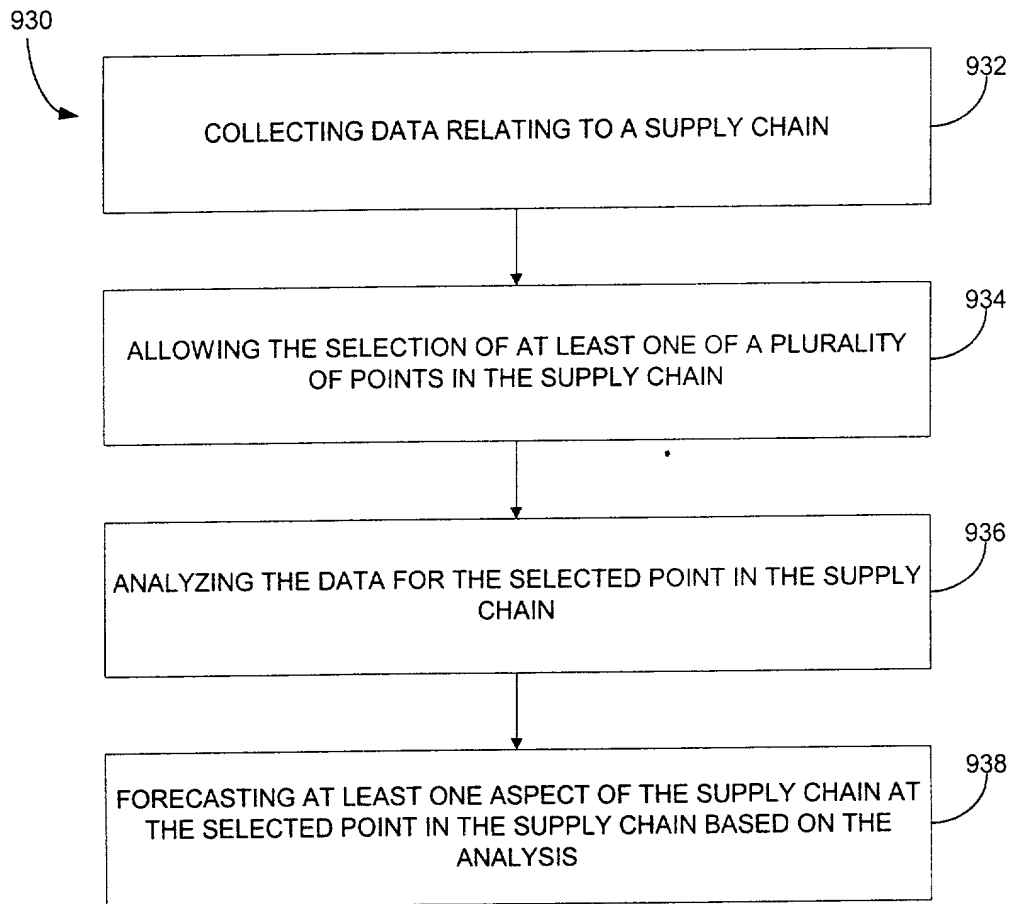 930
932
COLLECTING DATA RELATING TO A SUPPLY CHAIN
934
ALLOWING THE SELECTION OF AT LEAST ONE OF A PLURALITY
OF POINTS IN THE SUPPLY CHAIN
936
ANALYZING THE DATA FOR THE SELECTED POINT IN THE SUPPLY
CHAIN
938
FORECASTING AT LEAST ONE ASPECT OF THE SUPPLY CHAIN AT
THE SELECTED POINT IN THE SUPPLY CHAIN BASED ON THE
ANALYSIS